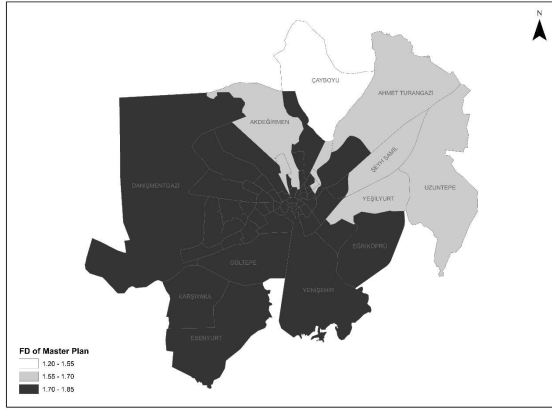 N
ÇAYBOYU
AHMET TURANGAZİ
AKDEĞİRMEN
ŞEYH ŞAMİL
DANİŞMENTGAZİ
YEŞİLYURT
UZUNTEPE
EĞRİKÖPRÜ
GÜLTEPE
YENİŞEHİR
KARŞIYAKA
ESENYURT
FD of Master Plan
1.20 - 1.55
1.55 - 1.70
1.70 - 1.85